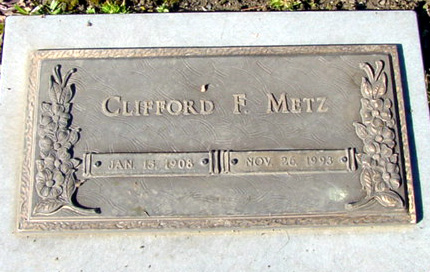 CLIFFORD F. METZ
JAN. 15, 1908 NOV. 26, 1993